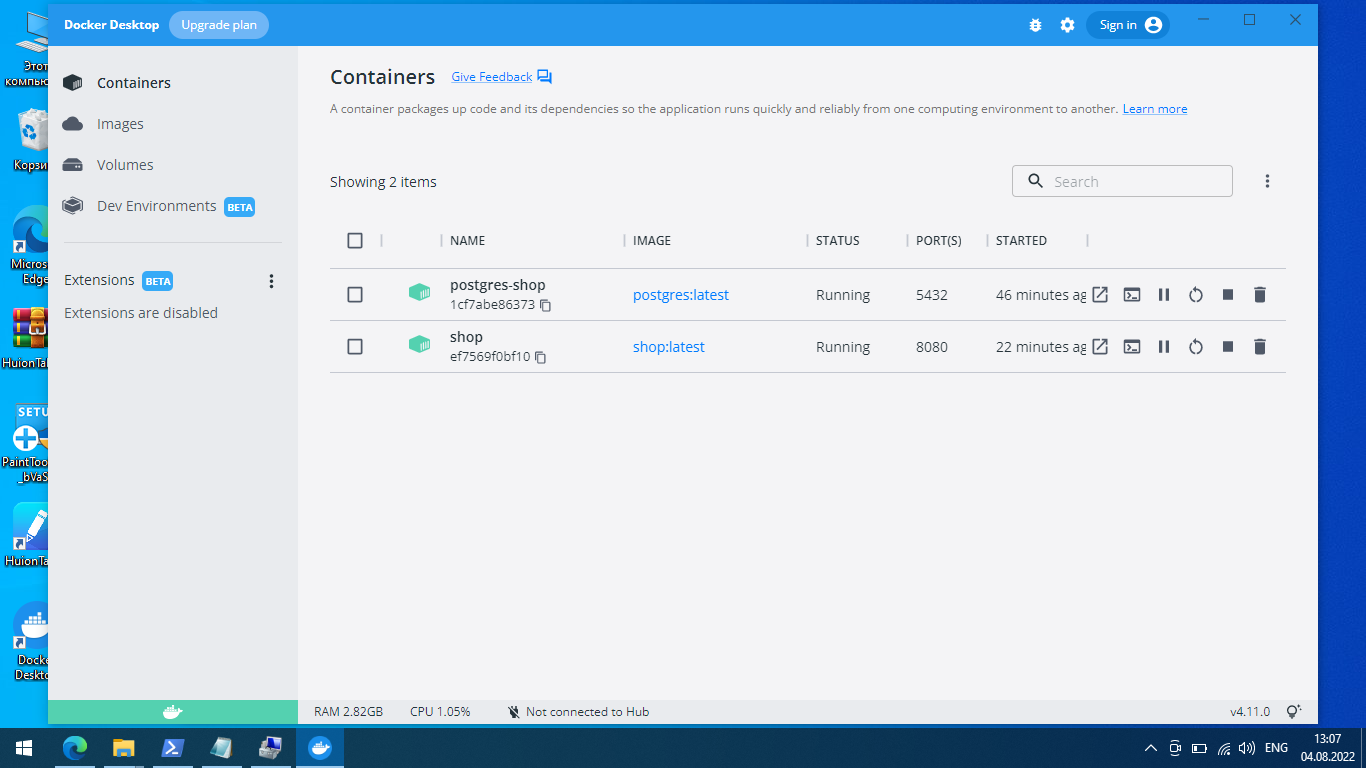 Docker Desktop Upgrade plan Sign in
Containers
Images
Volumes
Dev Environments BETA
Extensions BETA
Extensions are disabled
Containers Give Feedback
A container packages up code and its dependencies so the application runs quickly and reliably from one computing environment to another. Learn more
Showing 2 items Search
NAME IMAGE STATUS PORT(S) STARTED
postgres-shop
1cf7abe86373 postgres:latest Running 5432 46 minutes ag
shop
ef7569f0bf10 shop:latest Running 8080 22 minutes ag
RAM 2.82GB CPU 1.05% Not connected to Hub v4.11.0
Этот
компью
Корзи
Micros
Edge
HuionTa
SETU
PaintToo
_bVaS
HuionTa
Docke
Deskto
ENG
13:07
04.08.2022